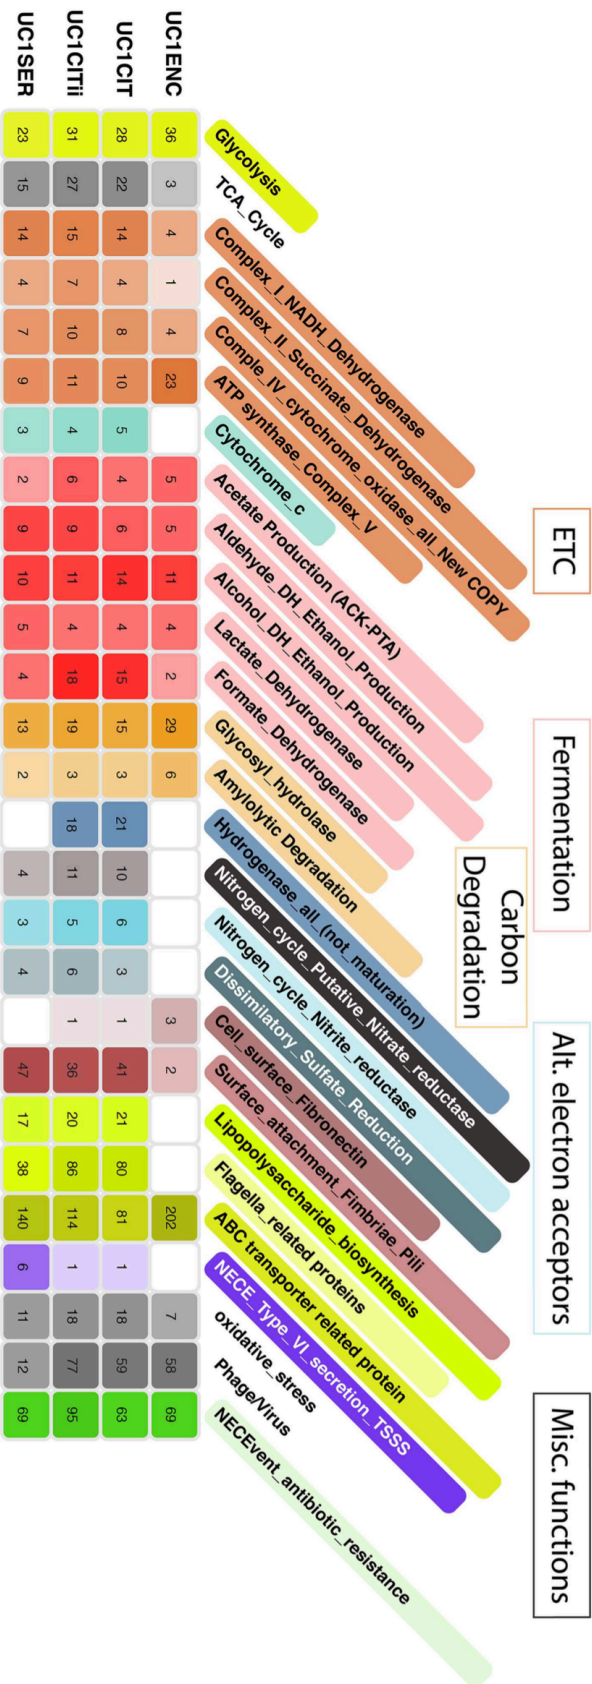 ETC
Fermentation
Carbon
Degradation
Alt. electron acceptors
Misc. functions
Glycolysis
TCA_Cycle
Complex_I_NADH_Dehydrogenase
Complex_II_Succinate_Dehydrogenase
Comple_IV_cytochrome_oxidase_all_New COPY
ATP synthase_Complex_V
Cytochrome_c
Acetate Production (ACK-PTA)
Aldehyde_DH_Ethanol_Production
Alcohol_DH_Ethanol_Production
Lactate_Dehydrogenase
Formate_Dehydrogenase
Glycosyl_hydrolase
Amylolytic Degradation
Hydrogenase_all_(not_maturation)
Nitrogen_cycle_Putative_Nitrate_reductase
Nitrogen_cycle_Nitrite_reductase
Dissimilatory_Sulfate_Reduction
Cell_surface_Fibronectin
Surface_attachment_Fimbriae_Pili
Lipopolysaccharide_biosynthesis
Flagella_related proteins
ABC transporter related protein
NECE_Type_VI_secretion_TSSS
oxidative_stress
Phage/Virus
NECEvent_antibiotic_resistance
UC1ENC 36 3 4 1 4 23 5 5 11 4 2 29 6 3 2 202 7 58 69
UC1CIT 28 22 14 4 8 10 5 4 6 14 4 15 15 3 21 10 6 3 1 41 21 80 81 1 18 59 63
UC1CITii 31 27 15 7 10 11 4 6 9 11 4 18 19 3 18 11 5 6 1 36 20 86 114 1 18 77 95
UC1SER 23 15 14 4 7 9 3 2 9 10 5 4 13 2 4 3 4 47 17 38 140 6 11 12 69